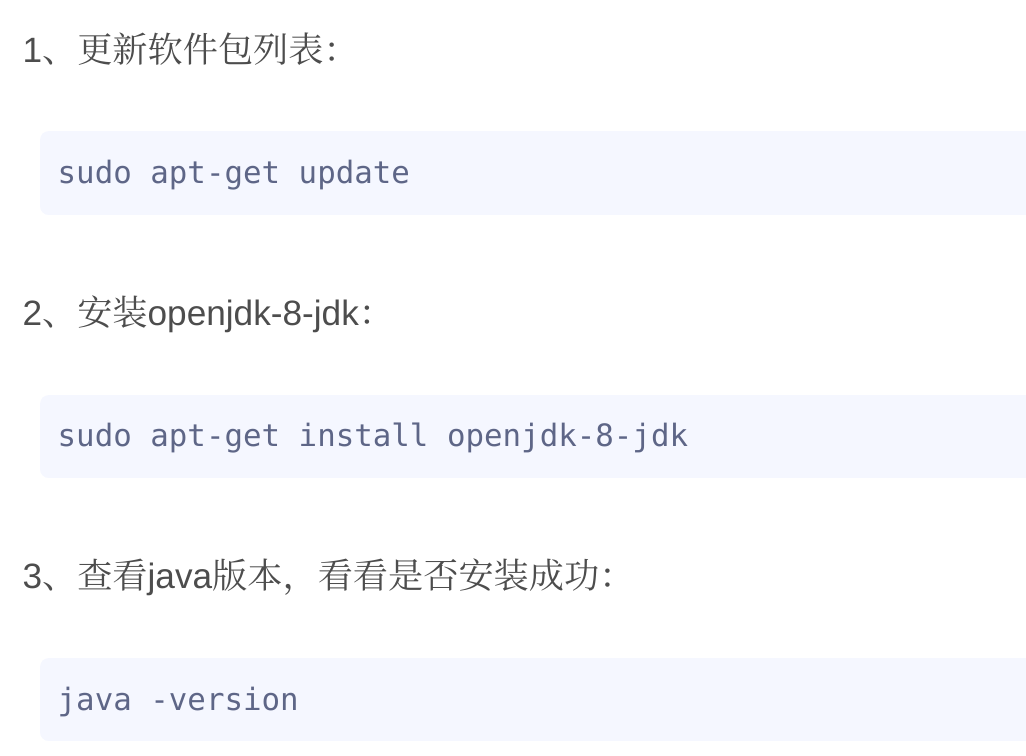 1、更新软件包列表：
sudo apt-get update
2、安装openjdk-8-jdk：
sudo apt-get install openjdk-8-jdk
3、查看java版本，看看是否安装成功：
java -version